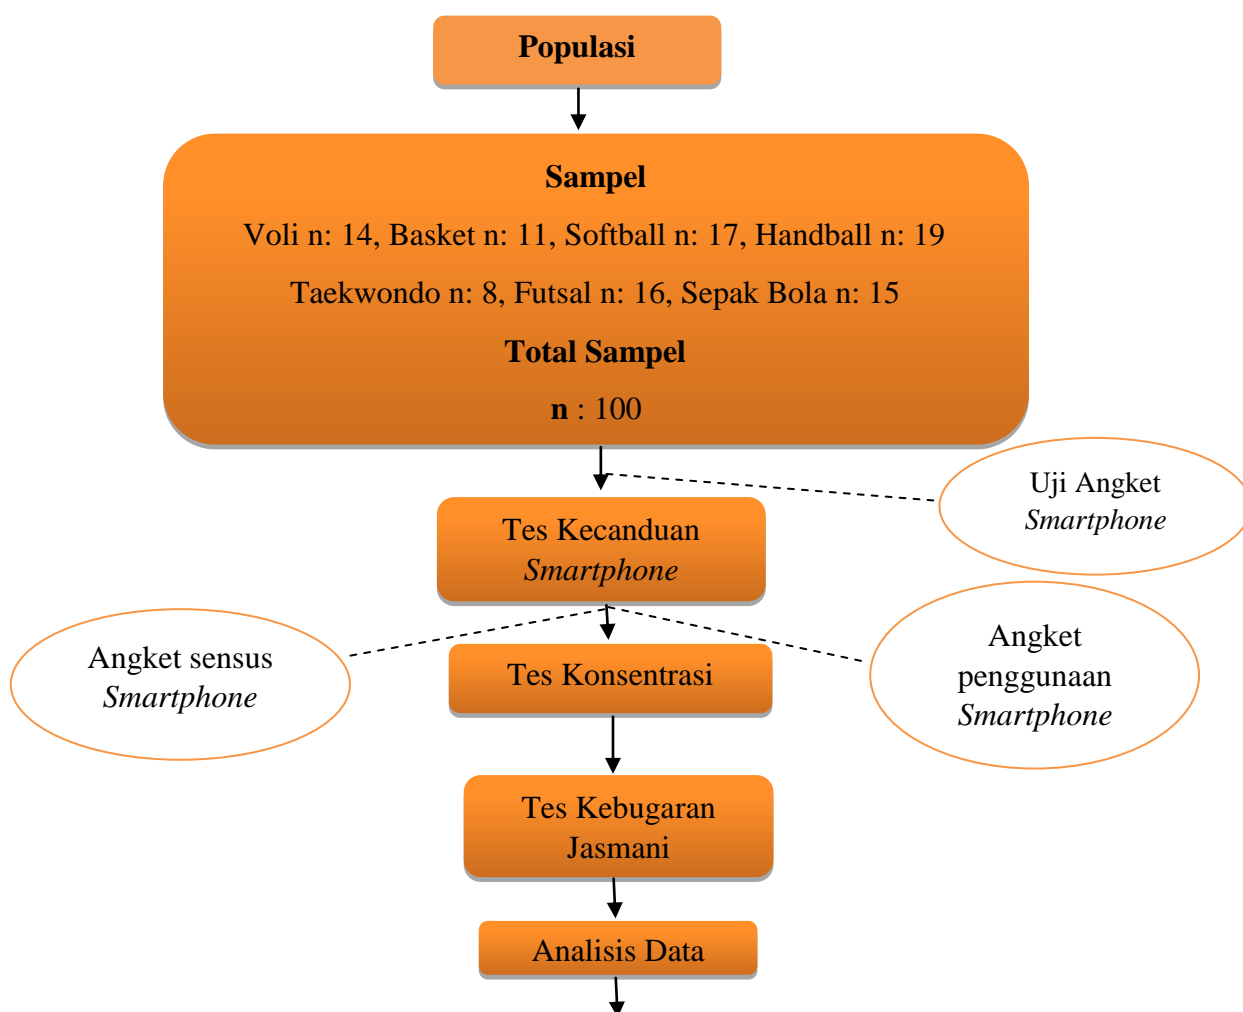 Populasi
Sampel
Voli n: 14, Basket n: 11, Softball n: 17, Handball n: 19
Taekwondo n: 8, Futsal n: 16, Sepak Bola n: 15
Total Sampel
n : 100
Uji Angket
Smartphone
Tes Kecanduan
Smartphone
Angket sensus
Smartphone
Tes Konsentrasi
Angket
penggunaan
Smartphone
Tes Kebugaran
Jasmani
Analisis Data